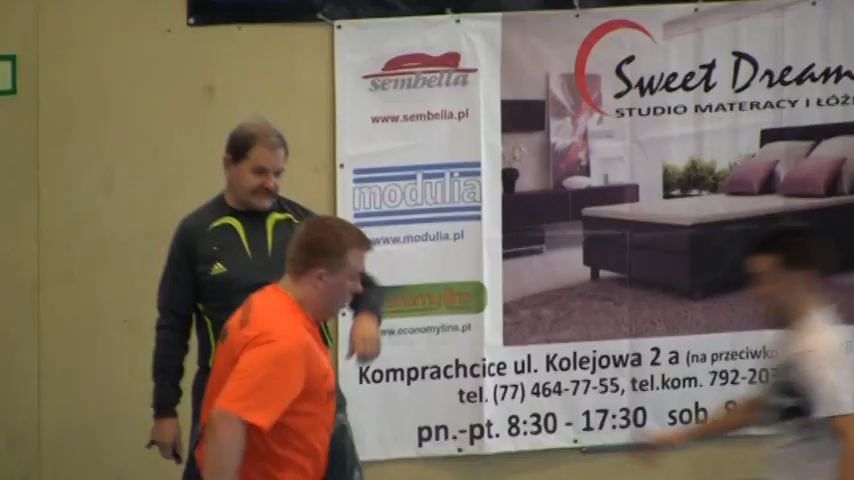 sembella
www.sembella.pl
modulia
www.modulia.pl
www.economyline.pl
Sweet Dream
STUDIO MATERACY I
Komprachcice ul. Kolejowa 2 a (na przeciwko
tel. (77) 464-77-55, tel.kom. 792-20
pn.-pt. 8:30 - 17:30 sob